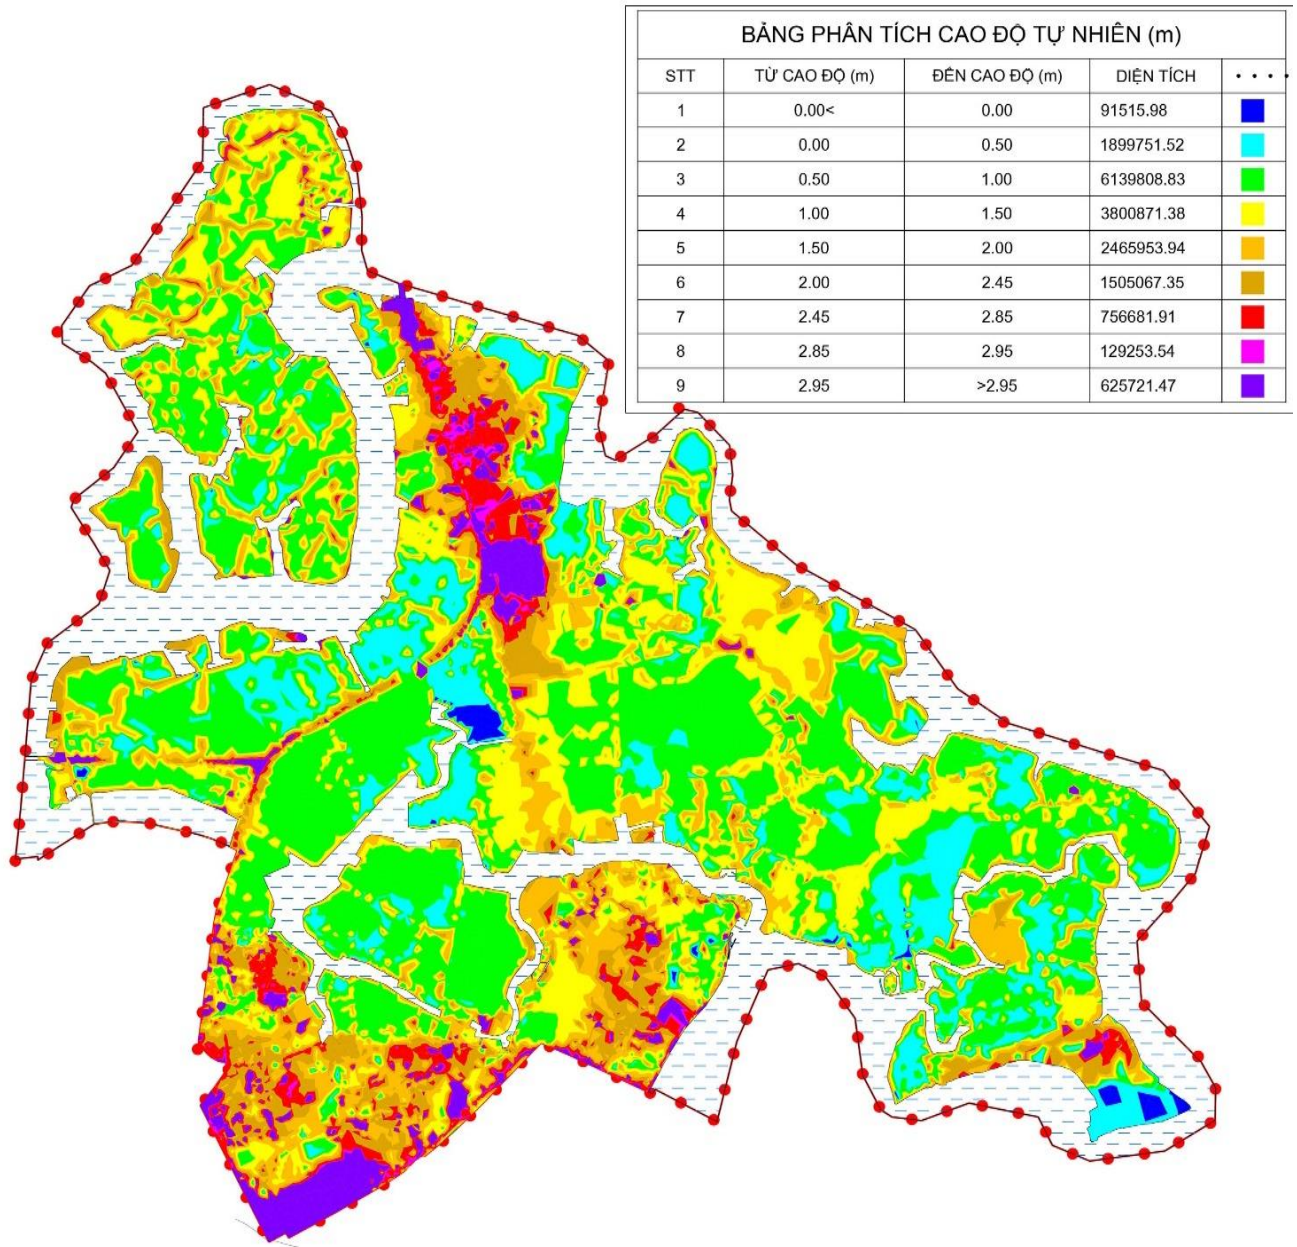 BẢNG PHÂN TÍCH CAO ĐỘ TỰ NHIÊN (m)
STT TỪ CAO ĐỘ (m) ĐẾN CAO ĐỘ (m) DIỆN TÍCH . . . .
1 0.00< 0.00 91515.98
2 0.00 0.50 1899751.52
3 0.50 1.00 6139808.83
4 1.00 1.50 3800871.38
5 1.50 2.00 2465953.94
6 2.00 2.45 1505067.35
7 2.45 2.85 756681.91
8 2.85 2.95 129253.54
9 2.95 >2.95 625721.47